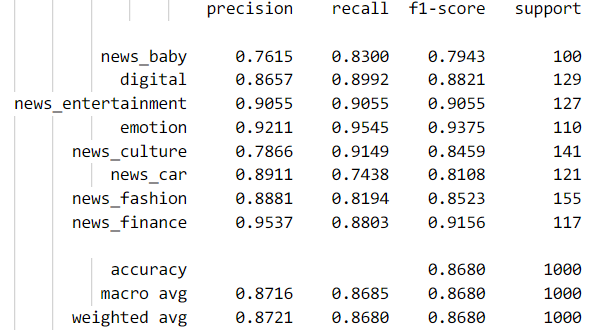 precision recall f1-score support
news_baby 0.7615 0.8300 0.7943 100
digital 0.8657 0.8992 0.8821 129
news_entertainment 0.9055 0.9055 0.9055 127
emotion 0.9211 0.9545 0.9375 110
news_culture 0.7866 0.9149 0.8459 141
news_car 0.8911 0.7438 0.8108 121
news_fashion 0.8881 0.8194 0.8523 155
news_finance 0.9537 0.8803 0.9156 117
accuracy 0.8680 1000
macro avg 0.8716 0.8685 0.8680 1000
weighted avg 0.8721 0.8680 0.8680 1000